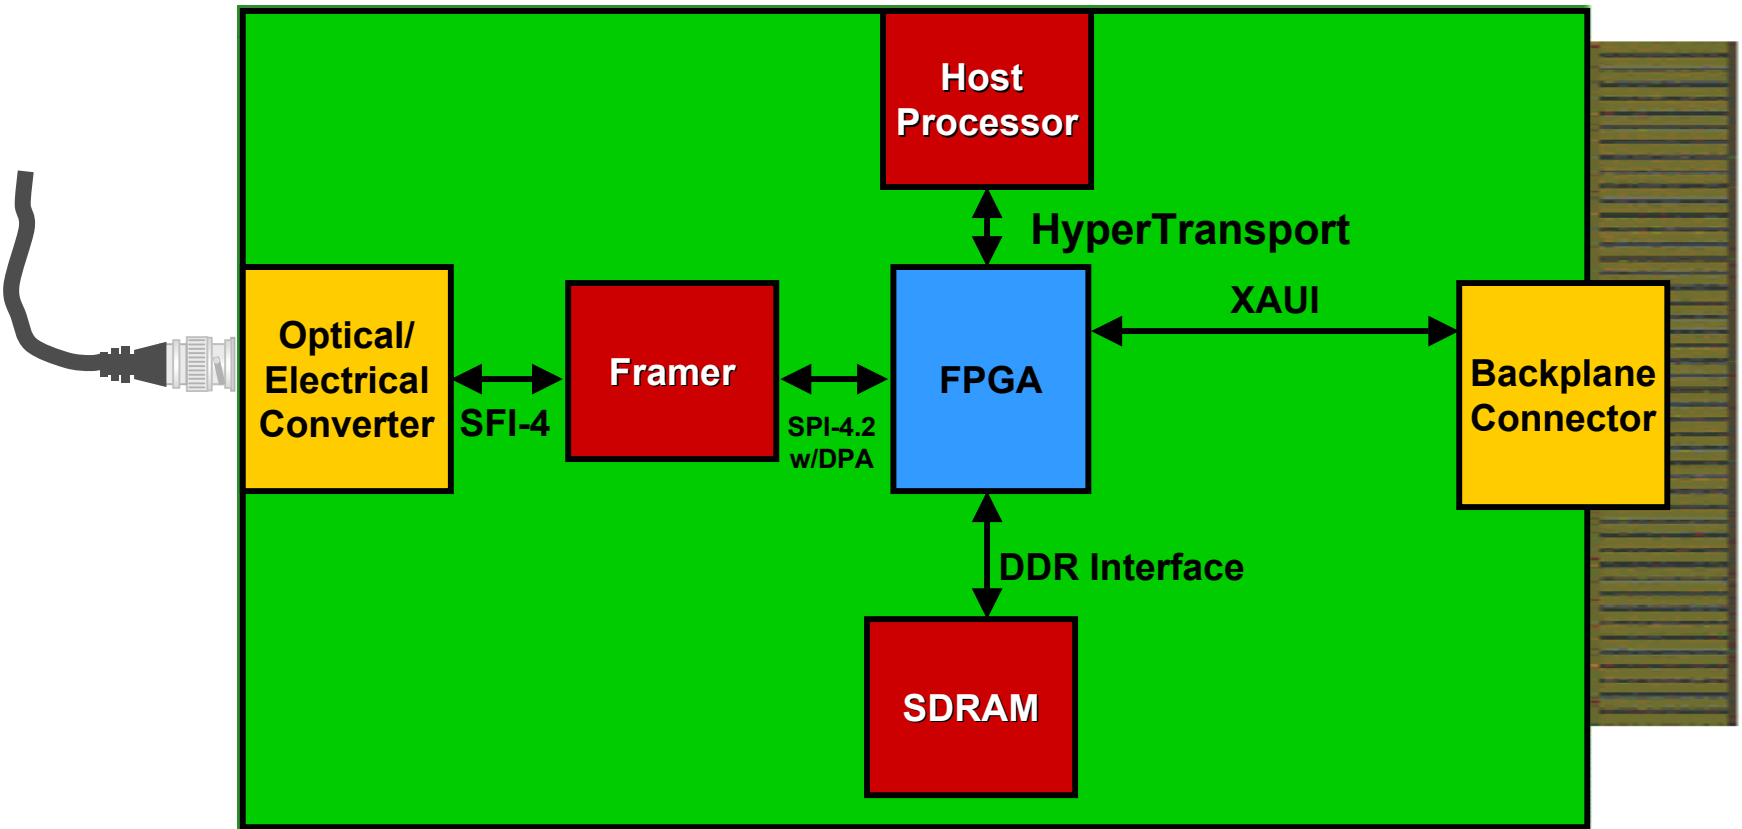 Host
Processor
HyperTransport
XAUI
Optical/
Electrical
Converter
SFI-4
Framer
SPI-4.2
w/DPA
FPGA
Backplane
Connector
DDR Interface
SDRAM